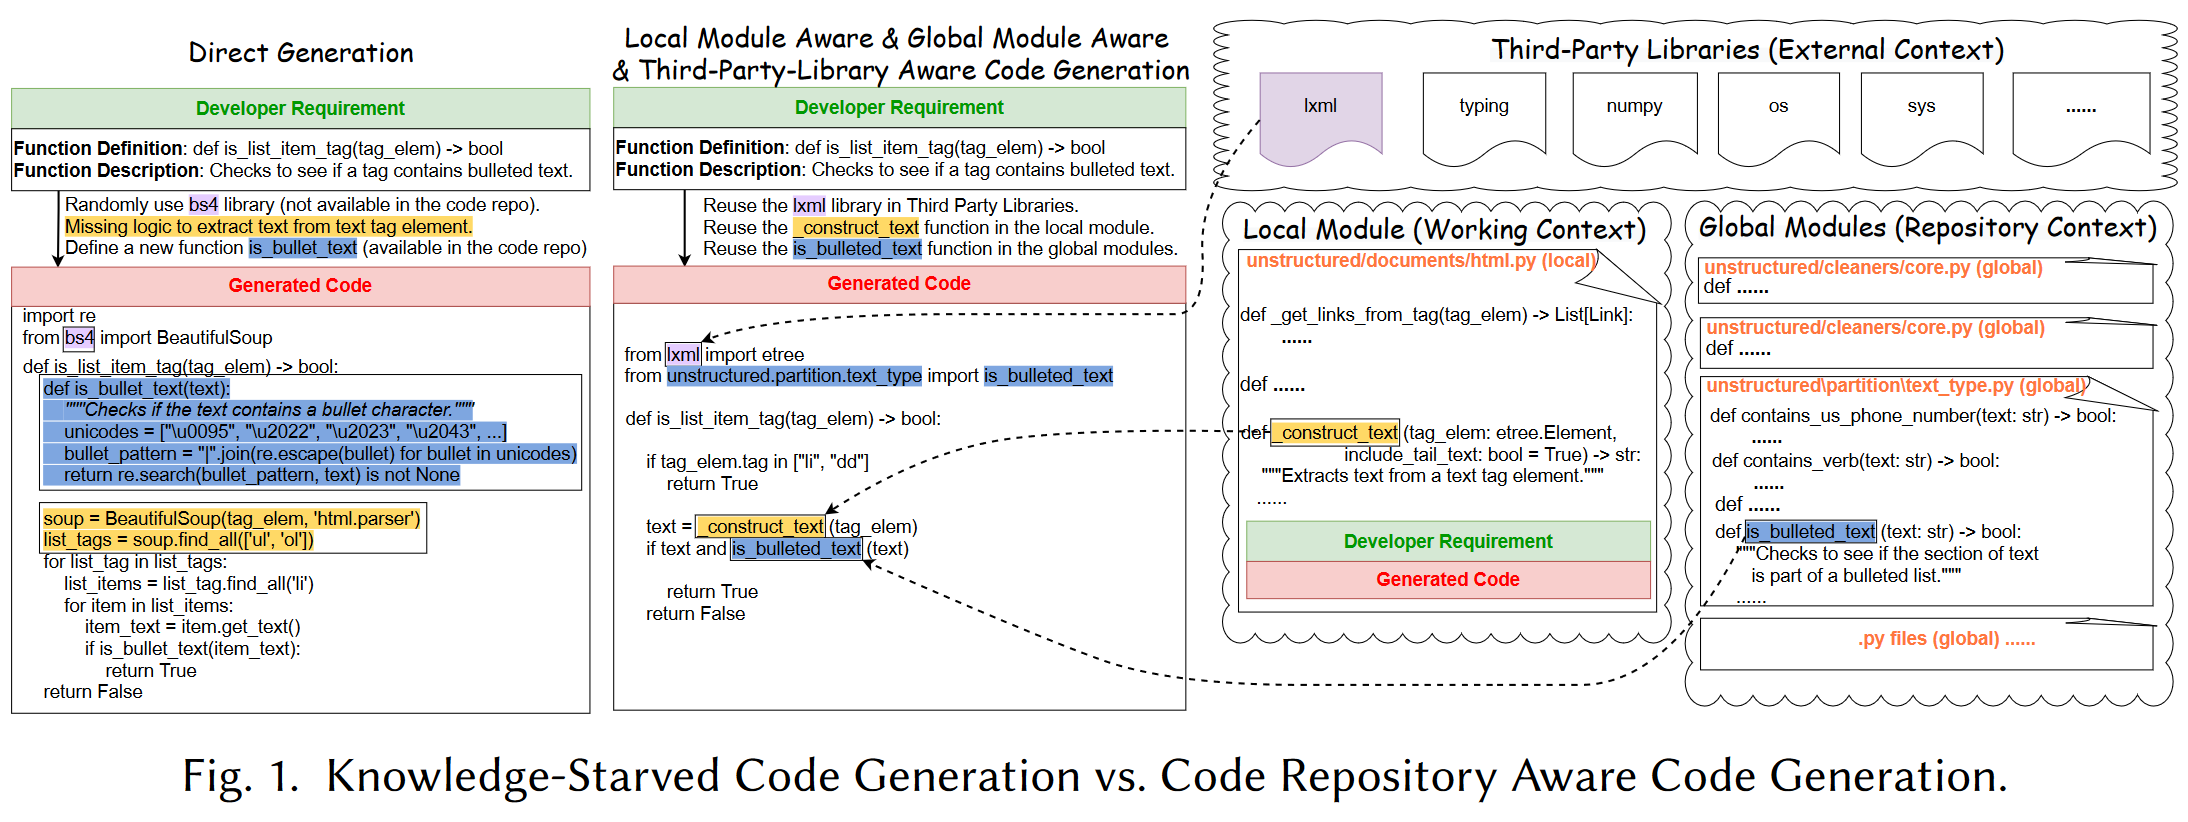 Direct Generation
Developer Requirement
Function Definition: def is_list_item_tag(tag_elem) -> bool
Function Description: Checks to see if a tag contains bulleted text.
Randomly use bs4 library (not available in the code repo).
Missing logic to extract text from text tag element.
Define a new function is_bullet_text (available in the code repo)
Generated Code
import re
from bs4 import BeautifulSoup
def is_list_item_tag(tag_elem) -> bool:
def is_bullet_text(text):
"""Checks if the text contains a bullet character."""
unicodes = ["\u0095", "\u2022", "\u2023", "\u2043", ...]
bullet_pattern = "|".join(re.escape(bullet) for bullet in unicodes)
return re.search(bullet_pattern, text) is not None
soup = BeautifulSoup(tag_elem, 'html.parser')
list_tags = soup.find_all(['ul', 'ol'])
for list_tag in list_tags:
list_items = list_tag.find_all('li')
for item in list_items:
item_text = item.get_text()
if is_bullet_text(item_text):
return True
return False
Local Module Aware & Global Module Aware
& Third-Party-Library Aware Code Generation
Developer Requirement
Function Definition: def is_list_item_tag(tag_elem) -> bool
Function Description: Checks to see if a tag contains bulleted text.
Reuse the lxml library in Third Party Libraries.
Reuse the _construct_text function in the local module.
Reuse the is_bulleted_text function in the global modules.
Generated Code
from lxml import etree
from unstructured.partition.text_type import is_bulleted_text
def is_list_item_tag(tag_elem) -> bool:
if tag_elem.tag in ["li", "dd"]
return True
text = _construct_text (tag_elem)
if text and is_bulleted_text (text)
return True
return False
Third-Party Libraries (External Context)
lxml
typing
numpy
os
sys
......
Local Module (Working Context)
unstructured/documents/html.py (local)
def _get_links_from_tag(tag_elem) -> List[Link]:
......
def ......
def _construct_text (tag_elem: etree.Element,
include_tail_text: bool = True) -> str:
"""Extracts text from a text tag element."""
......
Developer Requirement
Generated Code
Global Modules (Repository Context)
unstructured/cleaners/core.py (global)
def ......
unstructured/cleaners/core.py (global)
def ......
unstructured\partition\text_type.py (global)
def contains_us_phone_number(text: str) -> bool:
......
def contains_verb(text: str) -> bool:
......
def ......
def is_bulleted_text (text: str) -> bool:
"""Checks to see if the section of text
is part of a bulleted list."""
......
.py files (global) ......
Fig. 1. Knowledge-Starved Code Generation vs. Code Repository Aware Code Generation.